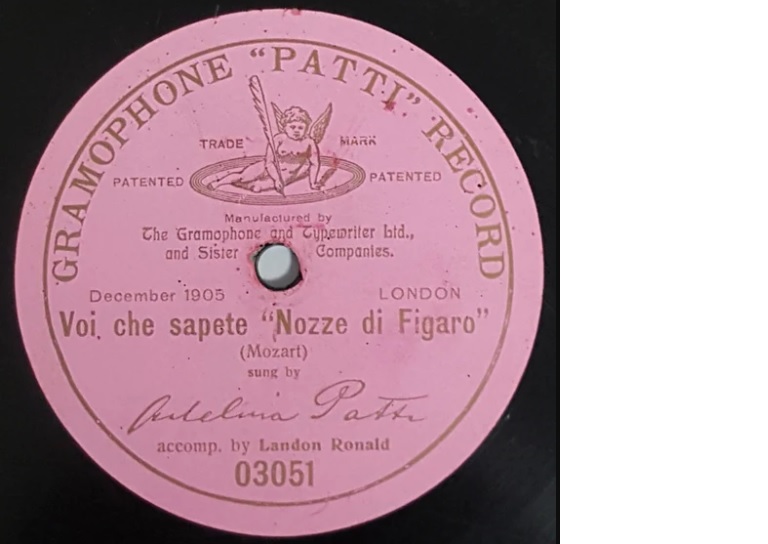 GRAMOPHONE "PATTI" RECORD
TRADE MARK
PATENTED PATENTED
Manufactured by
The Gramophone and Typewriter Ltd.,
and Sister Companies.
December 1905 LONDON
Voi che sapete "Nozze di Figaro"
(Mozart)
sung by
Adelina Patti
accomp. by Landon Ronald
03051